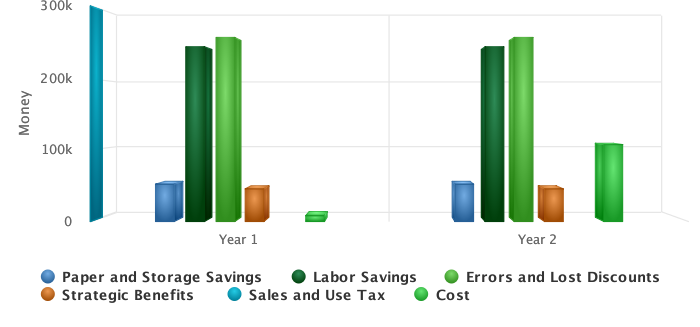 300k
200k
100k
0
Money
Year 1 Year 2
Paper and Storage Savings Labor Savings Errors and Lost Discounts
Strategic Benefits Sales and Use Tax Cost